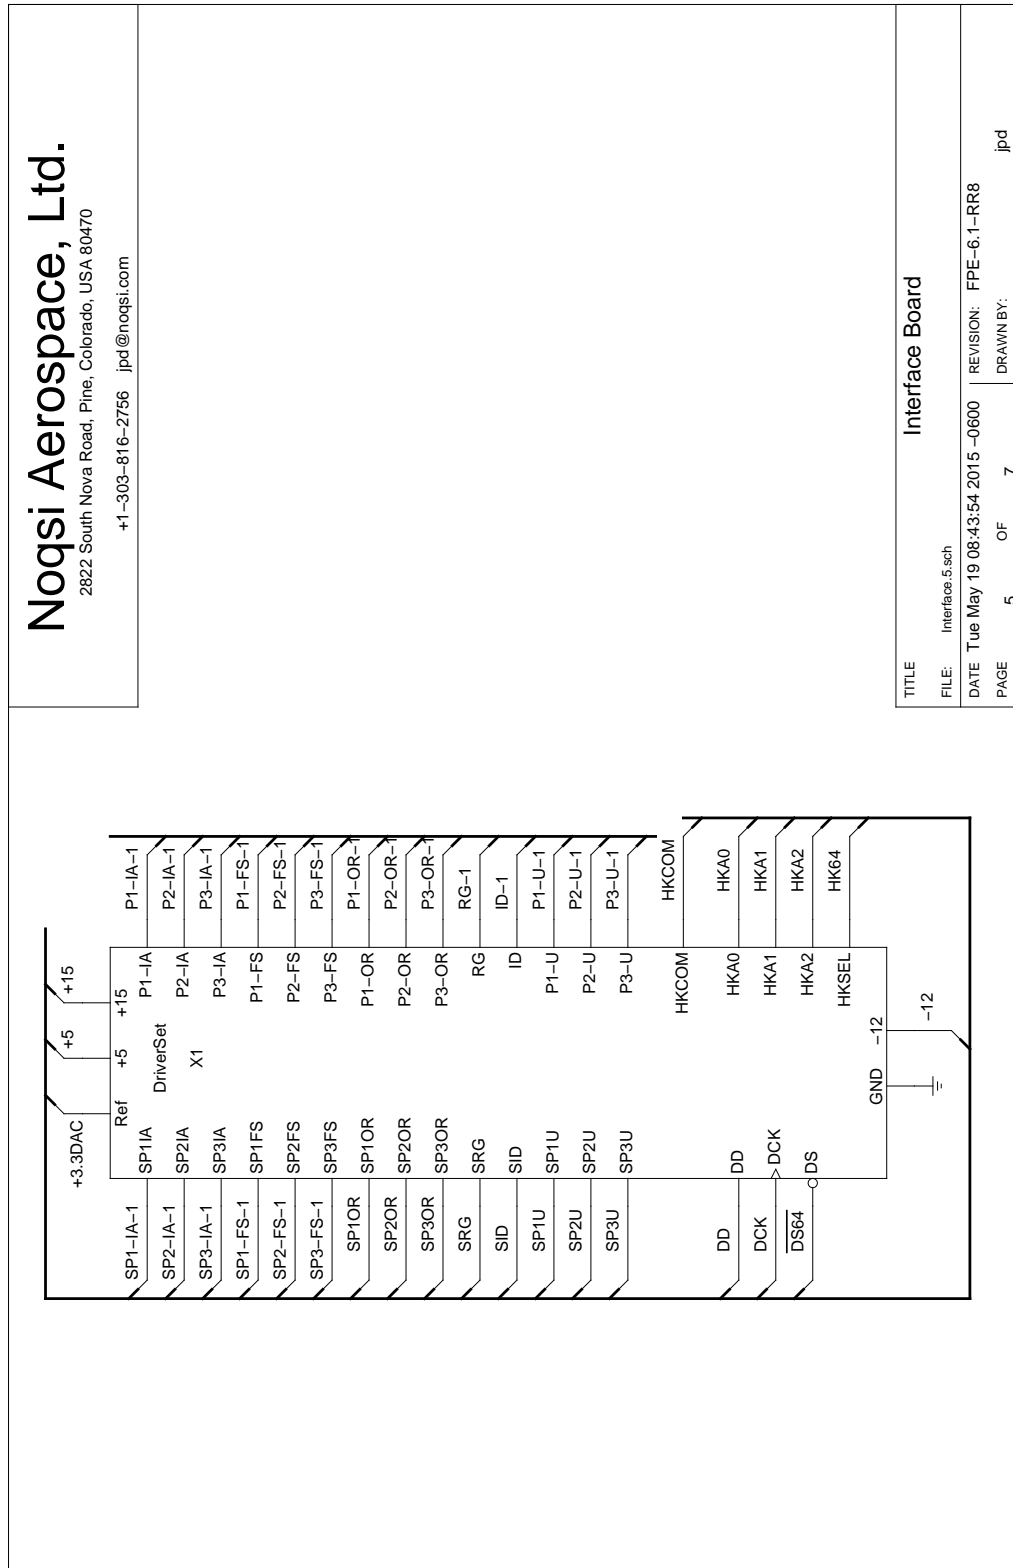 Noqsi Aerospace, Ltd.
2822 South Nova Road, Pine, Colorado, USA 80470
+1−303−816−2756 jpd@noqsi.com
+3.3DAC
+5
+15
Ref
+5
+15
DriverSet
X1
SP1−IA−1 SP1IA P1−IA P1−IA−1
SP2−IA−1 SP2IA P2−IA P2−IA−1
SP3−IA−1 SP3IA P3−IA P3−IA−1
SP1−FS−1 SP1FS P1−FS P1−FS−1
SP2−FS−1 SP2FS P2−FS P2−FS−1
SP3−FS−1 SP3FS P3−FS P3−FS−1
SP1OR SP1OR P1−OR P1−OR−1
SP2OR SP2OR P2−OR P2−OR−1
SP3OR SP3OR P3−OR P3−OR−1
SRG SRG RG RG−1
SID SID ID ID−1
SP1U SP1U P1−U P1−U−1
SP2U SP2U P2−U P2−U−1
SP3U SP3U P3−U P3−U−1
HKCOM HKCOM
DD DD HKA0 HKA0
DCK DCK HKA1 HKA1
DS64 DS HKA2 HKA2
HKSEL HK64
GND −12
−12
TITLE
Interface Board
FILE: Interface.5.sch
DATE Tue May 19 08:43:54 2015 −0600 REVISION: FPE−6.1−RR8
PAGE 5 OF 7 DRAWN BY: jpd